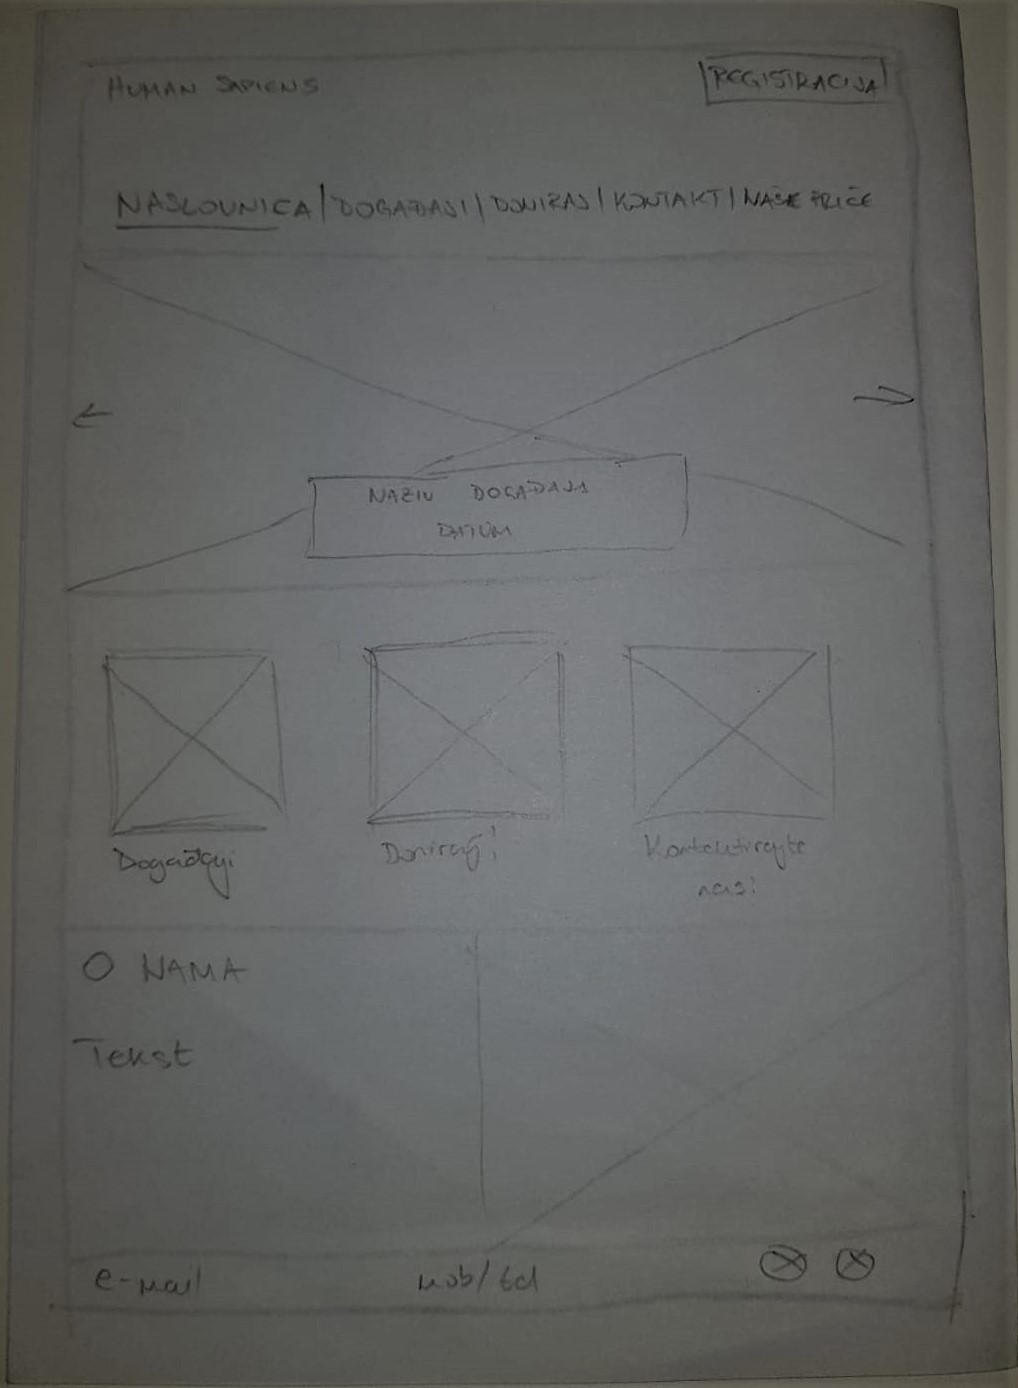 HUMAN SAPIENS
REGISTRACIJA
NASLOVNICA / DOGAĐAJI / DONIRAJ / KONTAKT / NAŠE PRIČE
NAZIV DOGAĐAJA
DATUM
Događaji
Doniraj!
Kontaktirajte
nas!
O NAMA
Tekst
e-mail
mob/tel